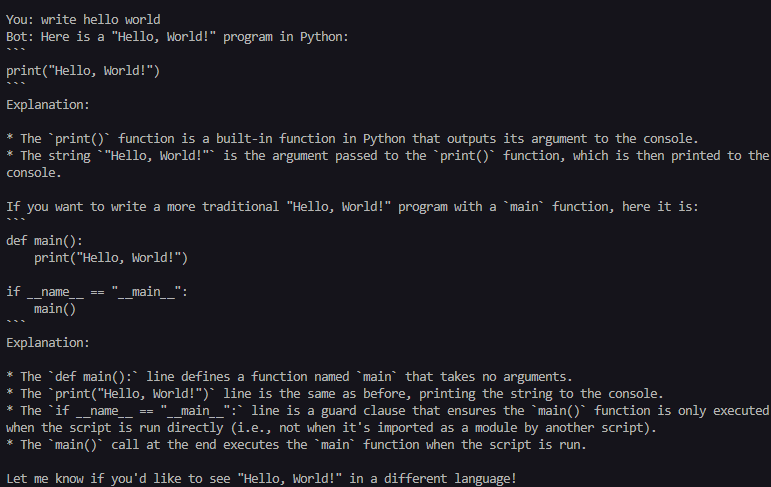 You: write hello world
Bot: Here is a "Hello, World!" program in Python:
```
print("Hello, World!")
```
Explanation:
* The `print()` function is a built-in function in Python that outputs its argument to the console.
* The string `"Hello, World!"` is the argument passed to the `print()` function, which is then printed to the
console.
If you want to write a more traditional "Hello, World!" program with a `main` function, here it is:
```
def main():
    print("Hello, World!")
if __name__ == "__main__":
    main()
```
Explanation:
* The `def main():` line defines a function named `main` that takes no arguments.
* The `print("Hello, World!")` line is the same as before, printing the string to the console.
* The `if __name__ == "__main__":` line is a guard clause that ensures the `main()` function is only executed
when the script is run directly (i.e., not when it's imported as a module by another script).
* The `main()` call at the end executes the `main` function when the script is run.
Let me know if you'd like to see "Hello, World!" in a different language!